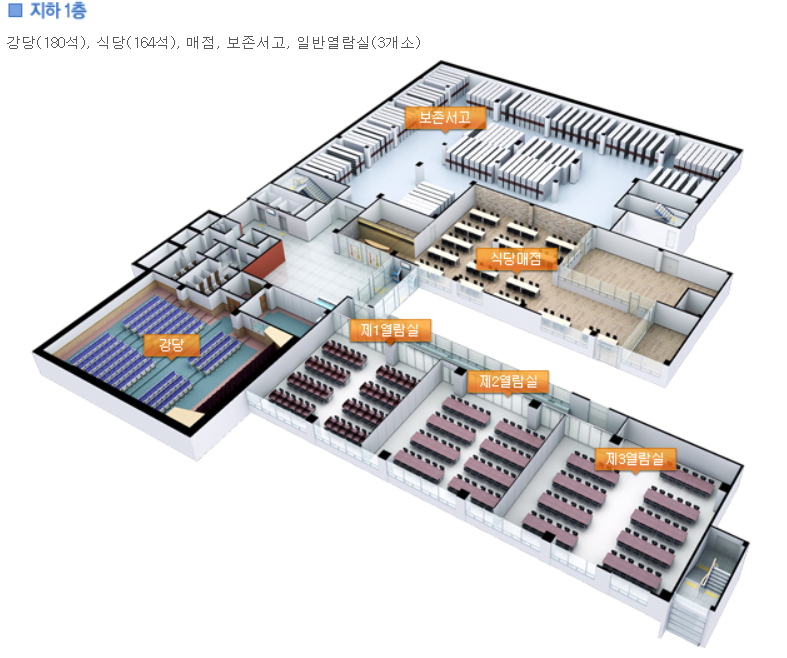 지하 1층
강당(180석), 식당(164석), 매점, 보존서고, 일반열람실(3개소)
보존서고
식당매점
제1열람실
강당
제2열람실
제3열람실